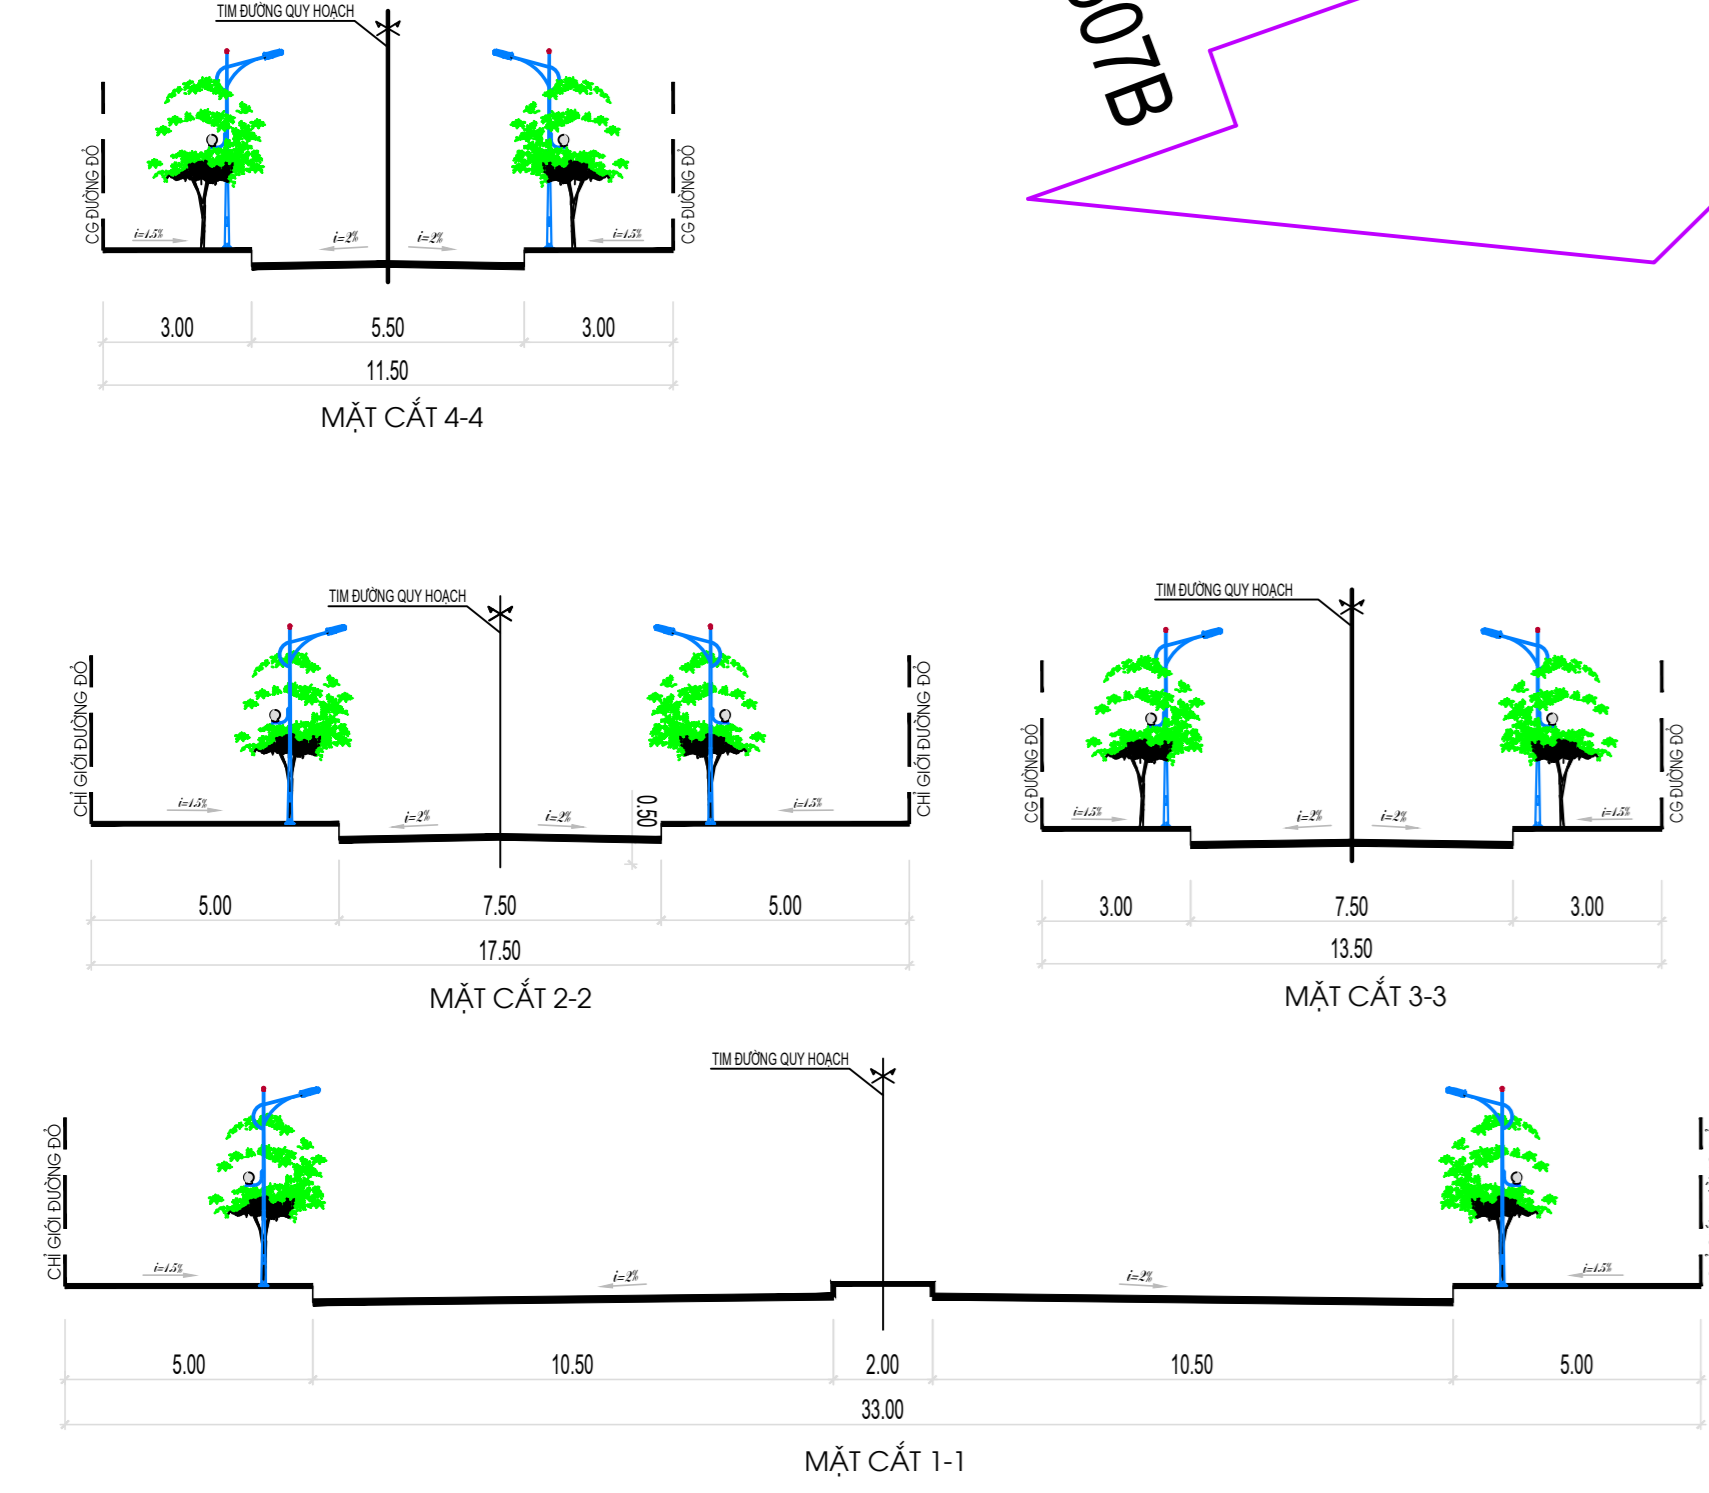 TIM ĐƯỜNG QUY HOẠCH
07B
CG ĐƯỜNG ĐỎ
CG ĐƯỜNG ĐỎ
i=1.5%
i=2%
i=2%
i=1.5%
3.00
5.50
3.00
11.50
MẶT CẮT 4-4
TIM ĐƯỜNG QUY HOẠCH
CHỈ GIỚI ĐƯỜNG ĐỎ
CHỈ GIỚI ĐƯỜNG ĐỎ
i=1.5%
i=2%
i=2%
0.50
i=1.5%
5.00
7.50
5.00
17.50
MẶT CẮT 2-2
TIM ĐƯỜNG QUY HOẠCH
CG ĐƯỜNG ĐỎ
CG ĐƯỜNG ĐỎ
i=1.5%
i=2%
i=2%
i=1.5%
3.00
7.50
3.00
13.50
MẶT CẮT 3-3
TIM ĐƯỜNG QUY HOẠCH
CHỈ GIỚI ĐƯỜNG ĐỎ
i=1.5%
i=2%
i=2%
i=1.5%
5.00
10.50
2.00
10.50
5.00
33.00
MẶT CẮT 1-1